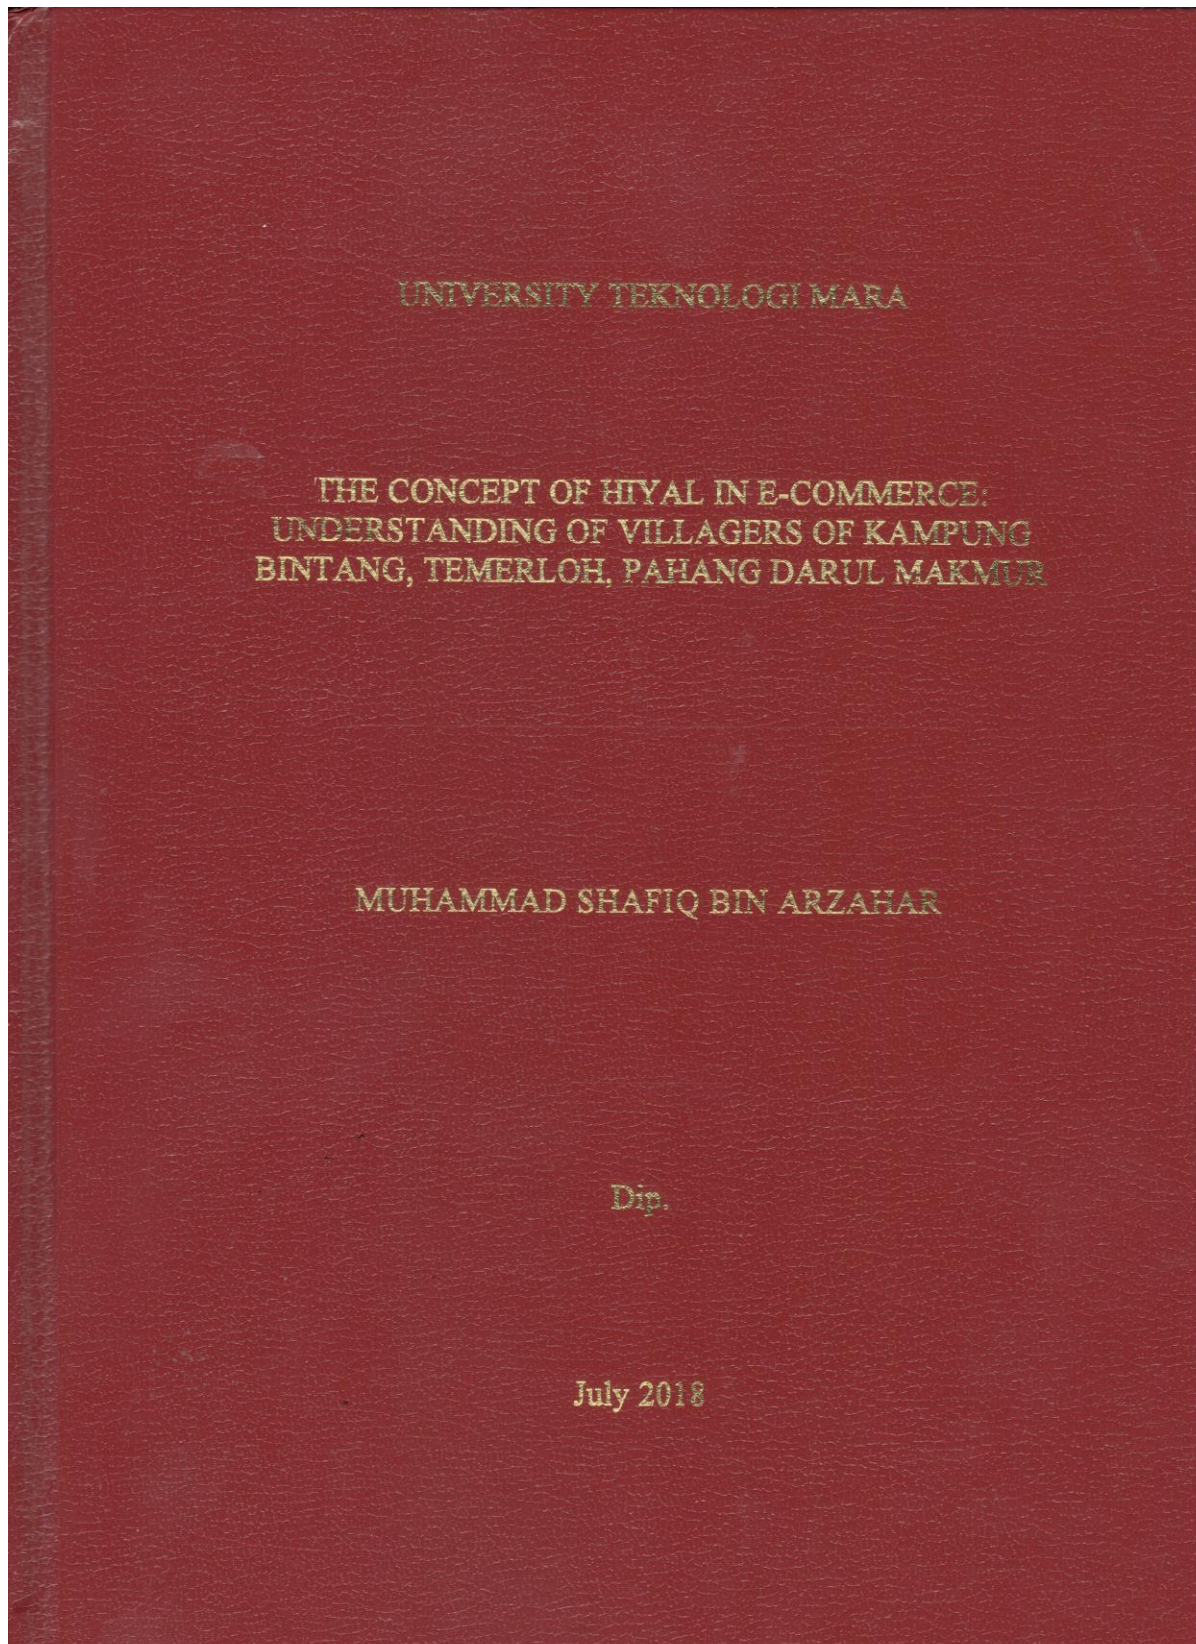 UNIVERSITY TEKNOLOGI MARA
THE CONCEPT OF HIYAL IN E-COMMERCE:
UNDERSTANDING OF VILLAGERS OF KAMPUNG
BINTANG, TEMERLOH, PAHANG DARUL MAKMUR
MUHAMMAD SHAFIQ BIN ARZAHAR
Dip.
July 2018